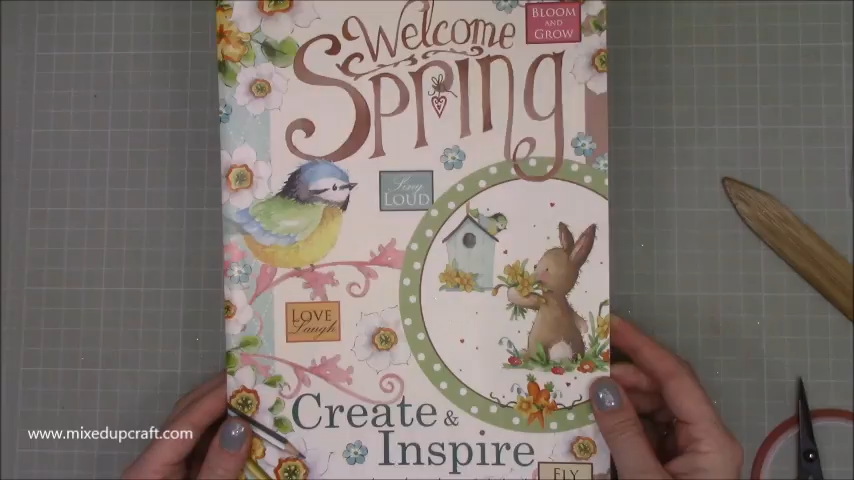 Welcome
Spring
BLOOM
AND
GROW
Sing
LOUD
LOVE
Laugh
Create &
Inspire
FLY
www.mixedupcraft.com